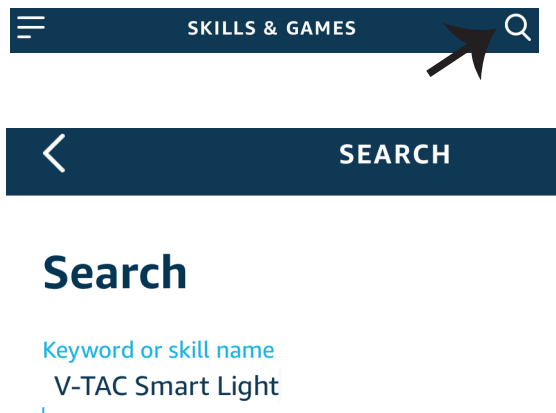 SKILLS & GAMES
SEARCH
Search
Keyword or skill name
V-TAC Smart Light